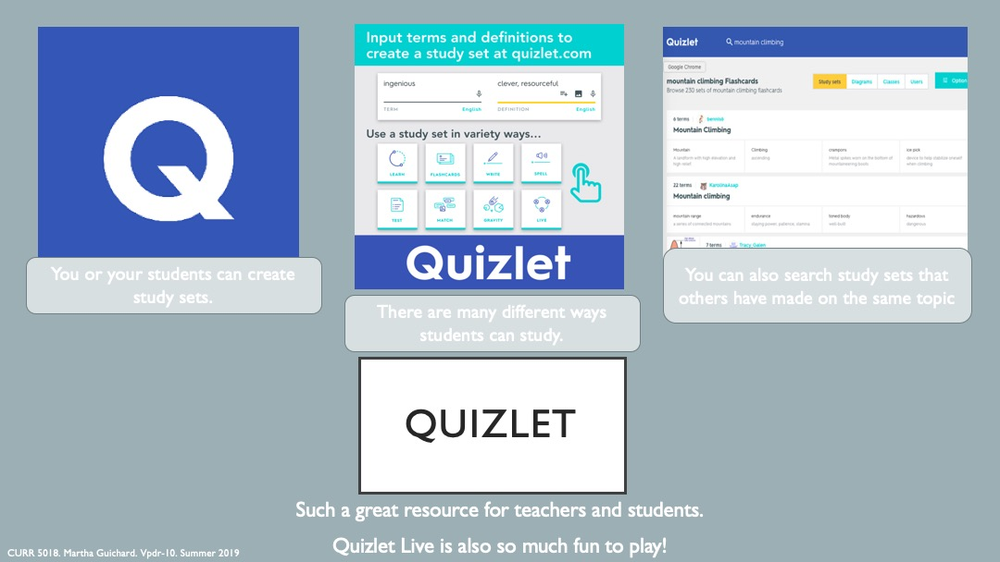 Q
You or your students can create
study sets.
Input terms and definitions to
create a study set at quizlet.com
ingenious
clever, resourceful
TERM
English
DEFINITION
English
Use a study set in variety ways...
LEARN
FLASHCARDS
WRITE
SPELL
TEST
MATCH
GRAVITY
LIVE
Quizlet
There are many different ways
students can study.
Quizlet
mountain climbing
Google Chrome
mountain climbing Flashcards
Browse 230 sets of mountain climbing flashcards
Study sets
Diagrams
Classes
Users
Option
6 terms
Mountain Climbing
Mountain
A landform with high elevation and
high relief
Climbing
ascending
crampons
Metal spikes worn on the bottom of
mountaineering boots
ice pick
device to help stabilize oneself
when climbing
22 terms
KarolinaAsap
Mountain climbing
mountain range
a series of connected mountains
endurance
staying power, patience, stamina
toned body
well-built
hazardous
dangerous
7 terms
You can also search study sets that
others have made on the same topic
QUIZLET
Such a great resource for teachers and students.
Quizlet Live is also so much fun to play!
CURR 5018. Martha Guichard. Vpdr-10. Summer 2019